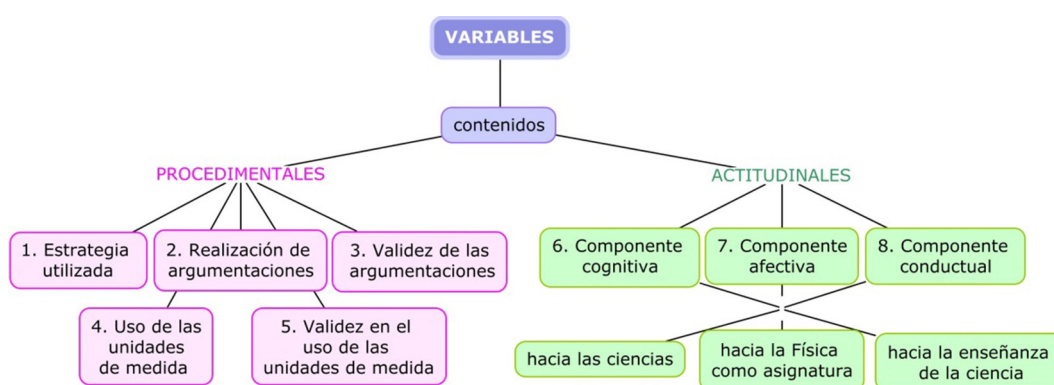 VARIABLES
contenidos
PROCEDIMENTALES
ACTITUDINALES
1. Estrategia
utilizada
2. Realización de
argumentaciones
3. Validez de las
argumentaciones
4. Uso de las
unidades
de medida
5. Validez en el
uso de las
unidades de medida
6. Componente
cognitiva
7. Componente
afectiva
8. Componente
conductual
hacia las ciencias
hacia la Física
como asignatura
hacia la enseñanza
de la ciencia